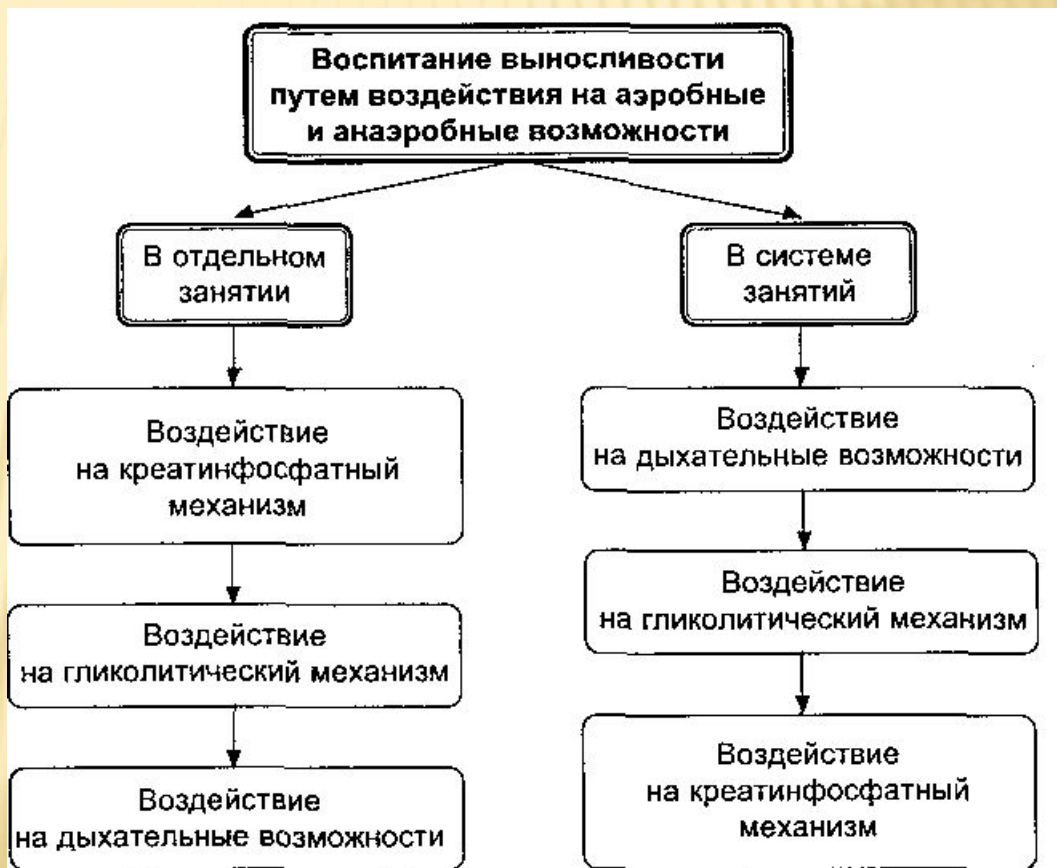 Воспитание выносливости
путем воздействия на аэробные
и анаэробные возможности
В отдельном
занятии
В системе
занятий
Воздействие
на креатинфосфатный
механизм
Воздействие
на гликолитический механизм
Воздействие
на дыхательные возможности
Воздействие
на дыхательные возможности
Воздействие
на гликолитический механизм
Воздействие
на креатинфосфатный
механизм